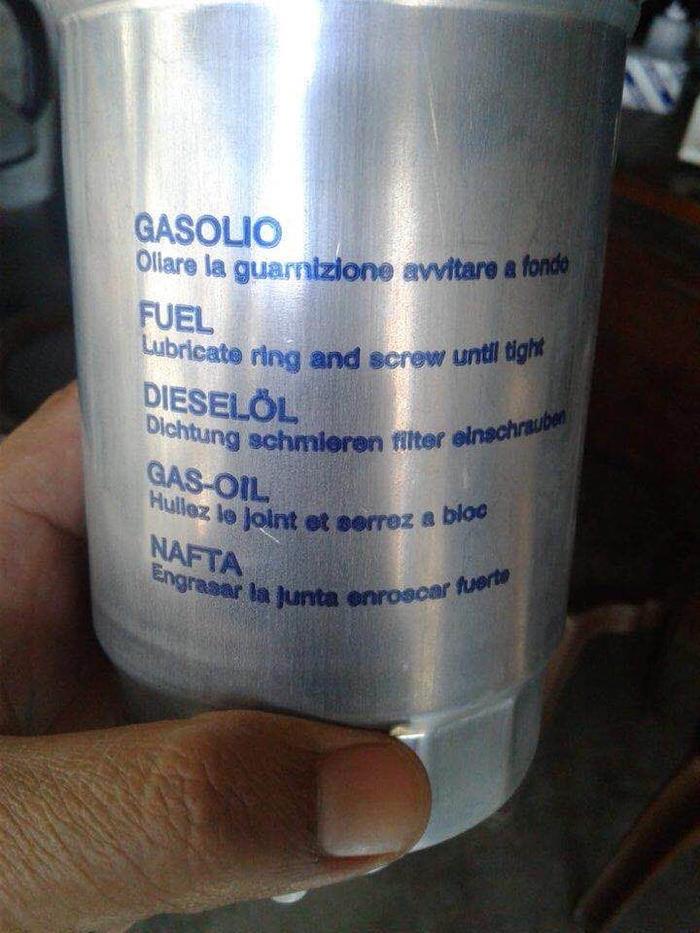 GASOLIO
Oliare la guarnizione avvitare a fondo
FUEL
Lubricate ring and screw until tight
DIESELÖL
Dichtung schmieren filter einschrauben
GAS-OIL
Huilez le joint et serrez a bloc
NAFTA
Engrasar la junta enroscar fuerte